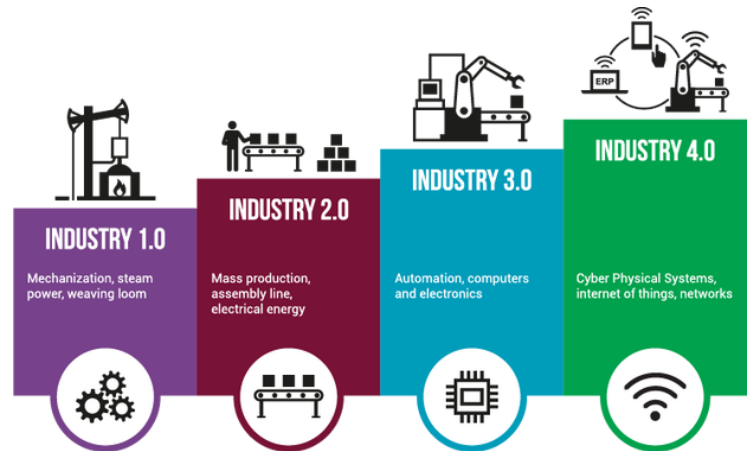 ERP
INDUSTRY 1.0
Mechanization, steam
power, weaving loom
INDUSTRY 2.0
Mass production,
assembly line,
electrical energy
INDUSTRY 3.0
Automation, computers
and electronics
INDUSTRY 4.0
Cyber Physical Systems,
internet of things, networks